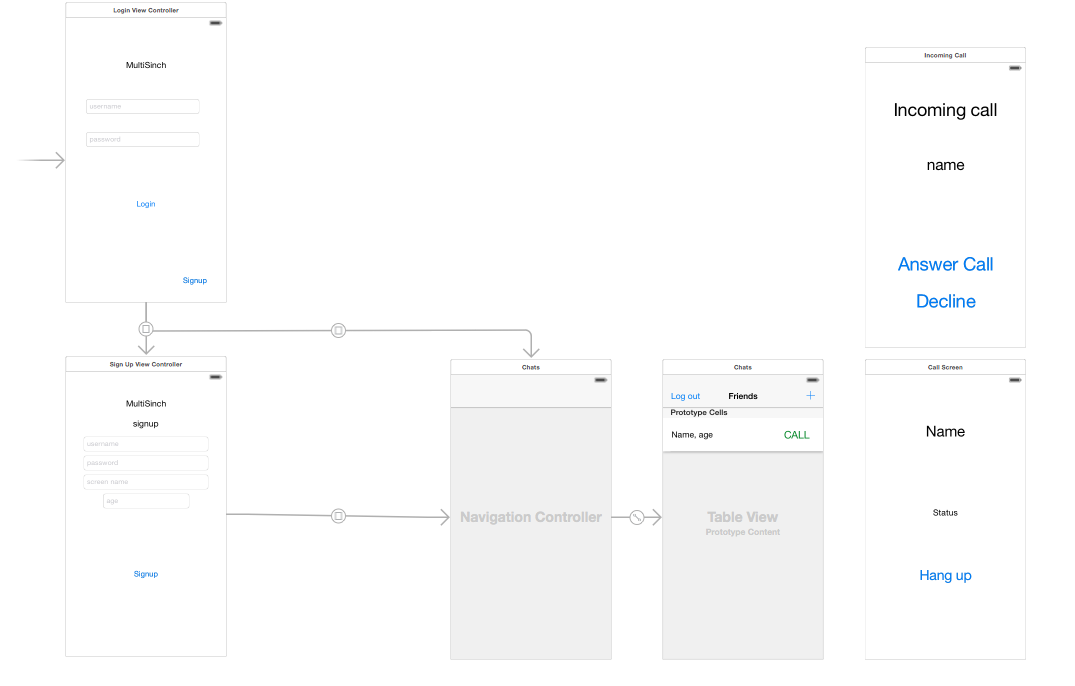 Login View Controller
MultiSinch
username
password
Login
Signup
Sign Up View Controller
MultiSinch
signup
username
password
screen name
age
Signup
Chats
Navigation Controller
Chats
Log out Friends +
Prototype Cells
Name, age CALL
Table View
Prototype Content
Incoming Call
Incoming call
name
Answer Call
Decline
Call Screen
Name
Status
Hang up